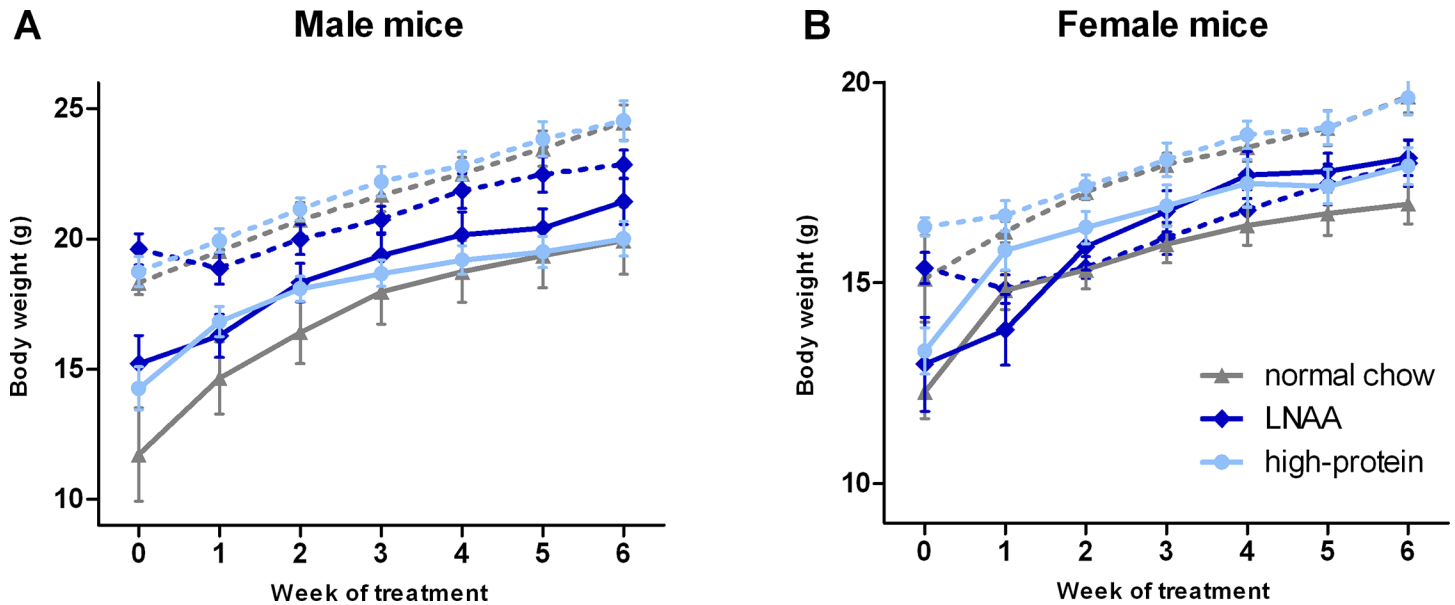 A
Male mice
Body weight (g)
25
20
15
10
0 1 2 3 4 5 6
Week of treatment
B
Female mice
Body weight (g)
20
15
10
normal chow
LNAA
high-protein
0 1 2 3 4 5 6
Week of treatment